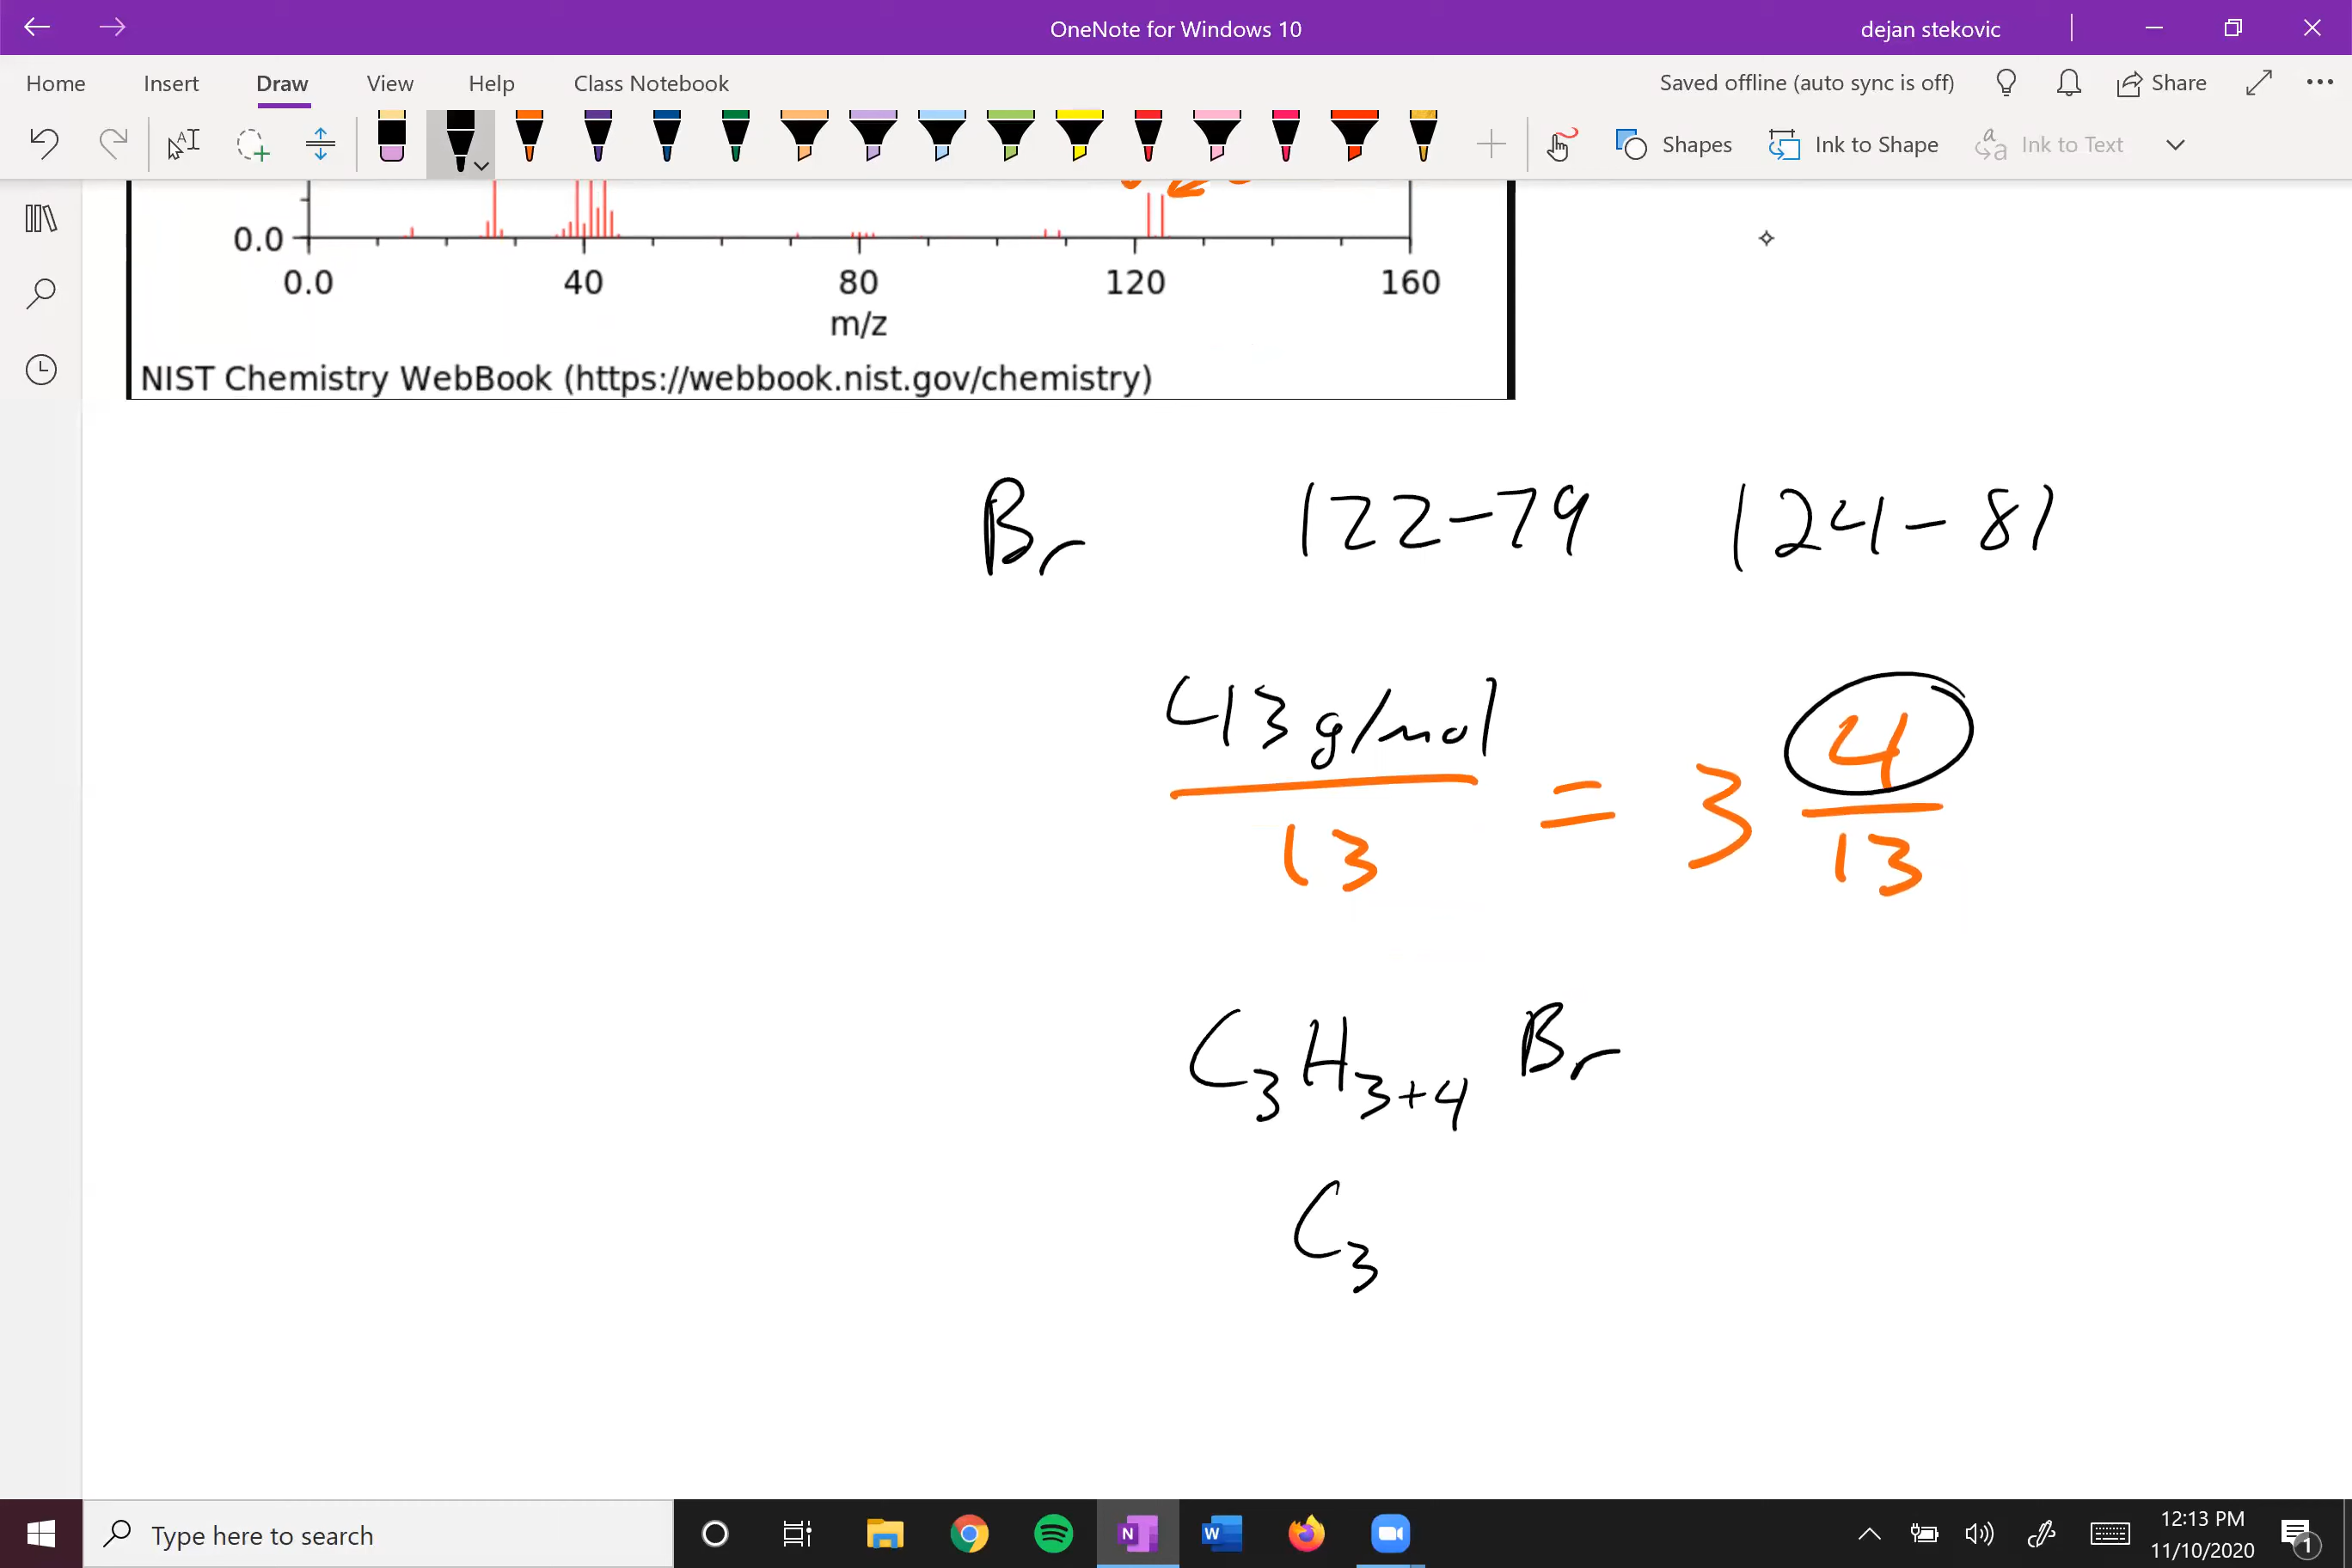 OneNote for Windows 10
dejan stekovic
Home Insert Draw View Help Class Notebook
Saved offline (auto sync is off) Share
Shapes Ink to Shape Ink to Text
0.0
0.0 40 80 120 160
m/z
NIST Chemistry WebBook (https://webbook.nist.gov/chemistry)
Br 122-79 124-81
43 g/mol
13
= 3 4/13
C3H3+4 Br
C3
Type here to search
12:13 PM
11/10/2020
1